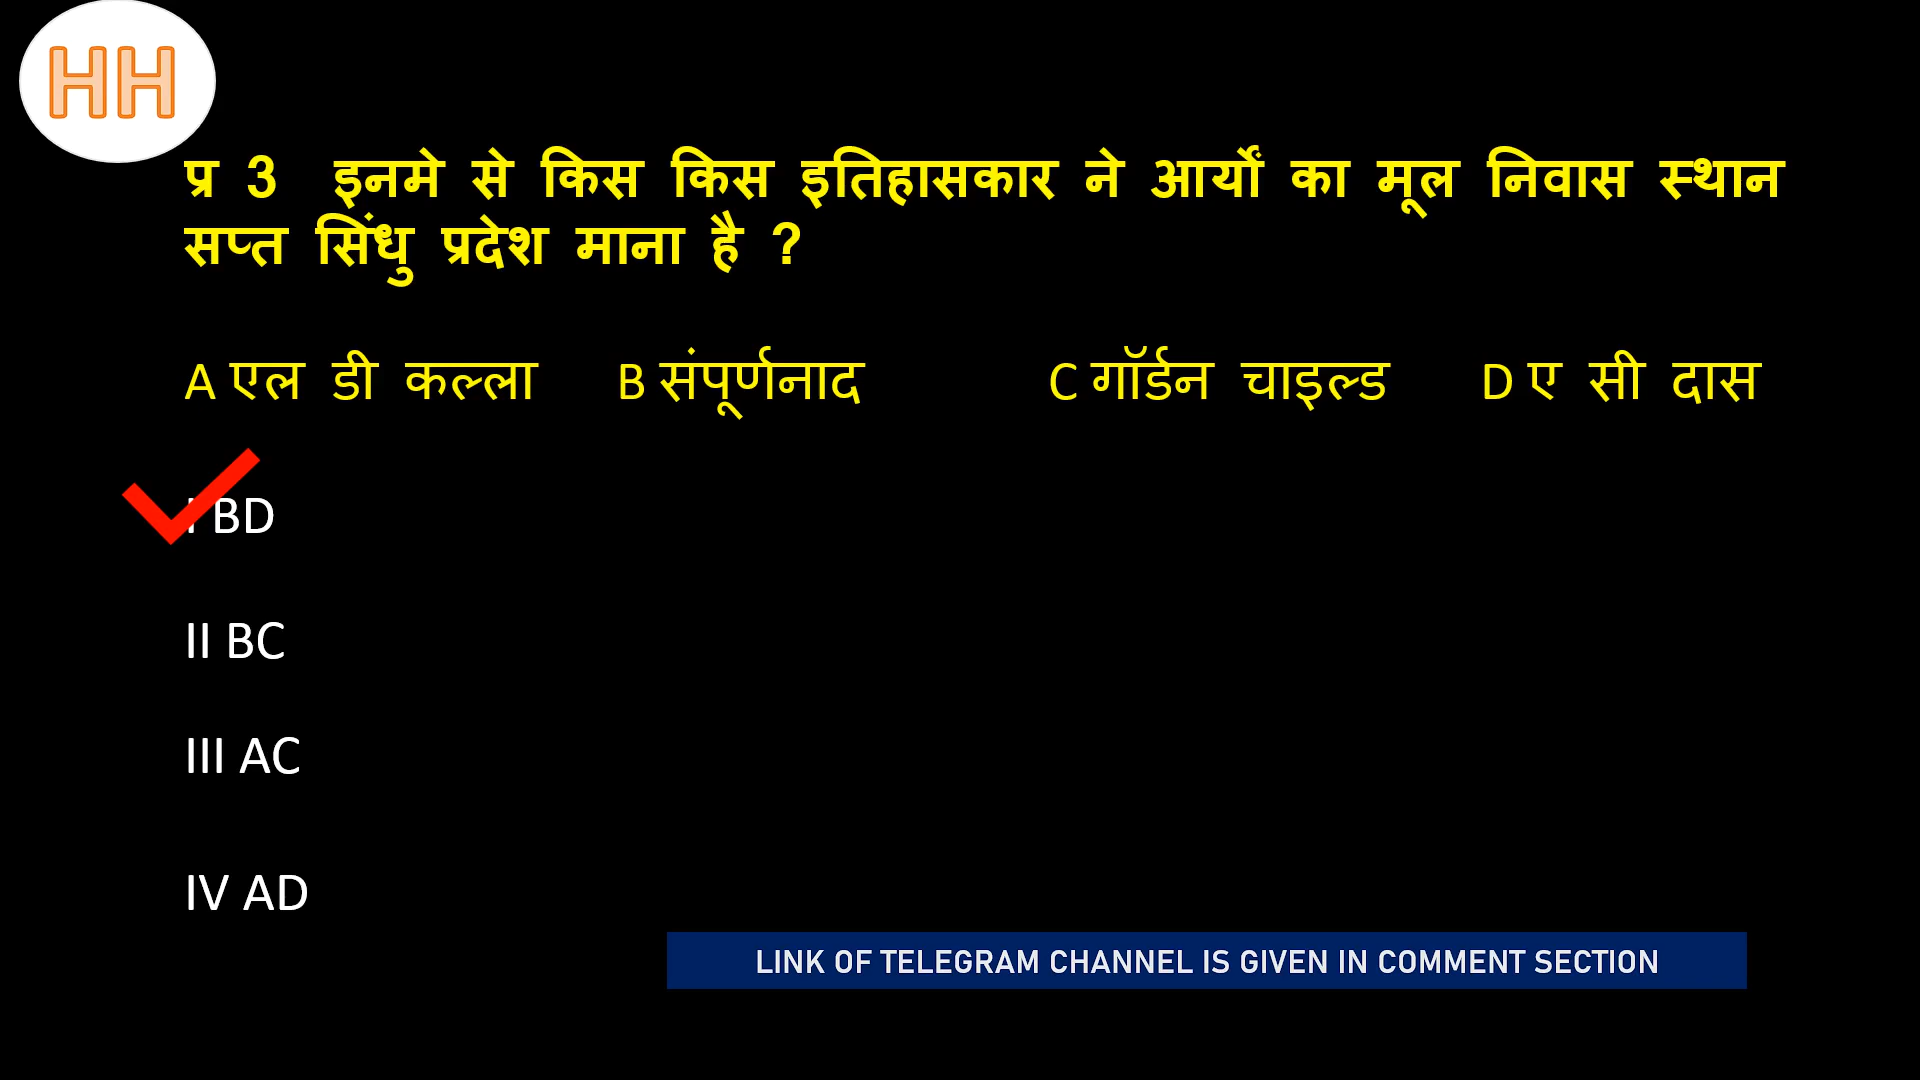 HH
प्र 3 इनमे से किस किस इतिहासकार ने आर्यों का मूल निवास स्थान
सप्त सिंधु प्रदेश माना है ?
A एल डी कल्ला B संपूर्णनाद C गॉर्डन चाइल्ड D ए सी दास
I BD
II BC
III AC
IV AD
LINK OF TELEGRAM CHANNEL IS GIVEN IN COMMENT SECTION